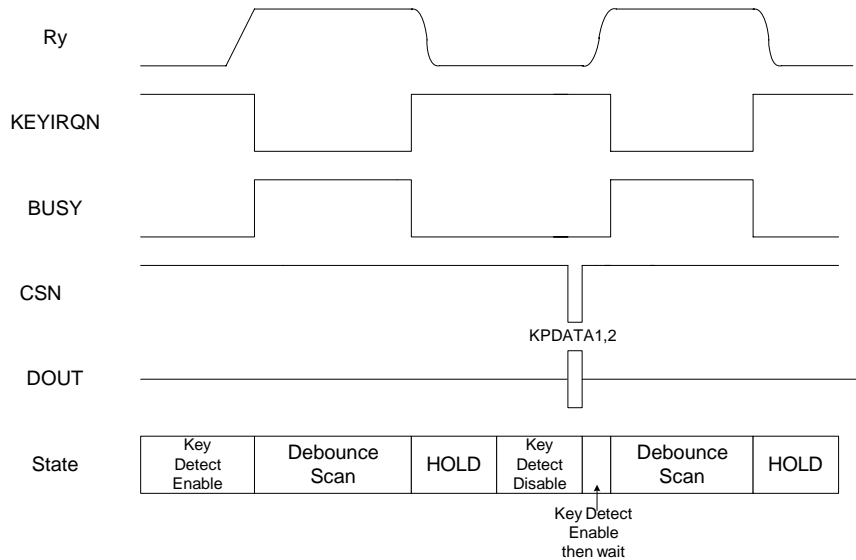 Ry
KEYIRQN
BUSY
CSN
KPDATA1,2
DOUT
State
Key
Detect
Enable
Debounce
Scan
HOLD
Key
Detect
Disable
Debounce
Scan
HOLD
Key Detect
Enable
then wait